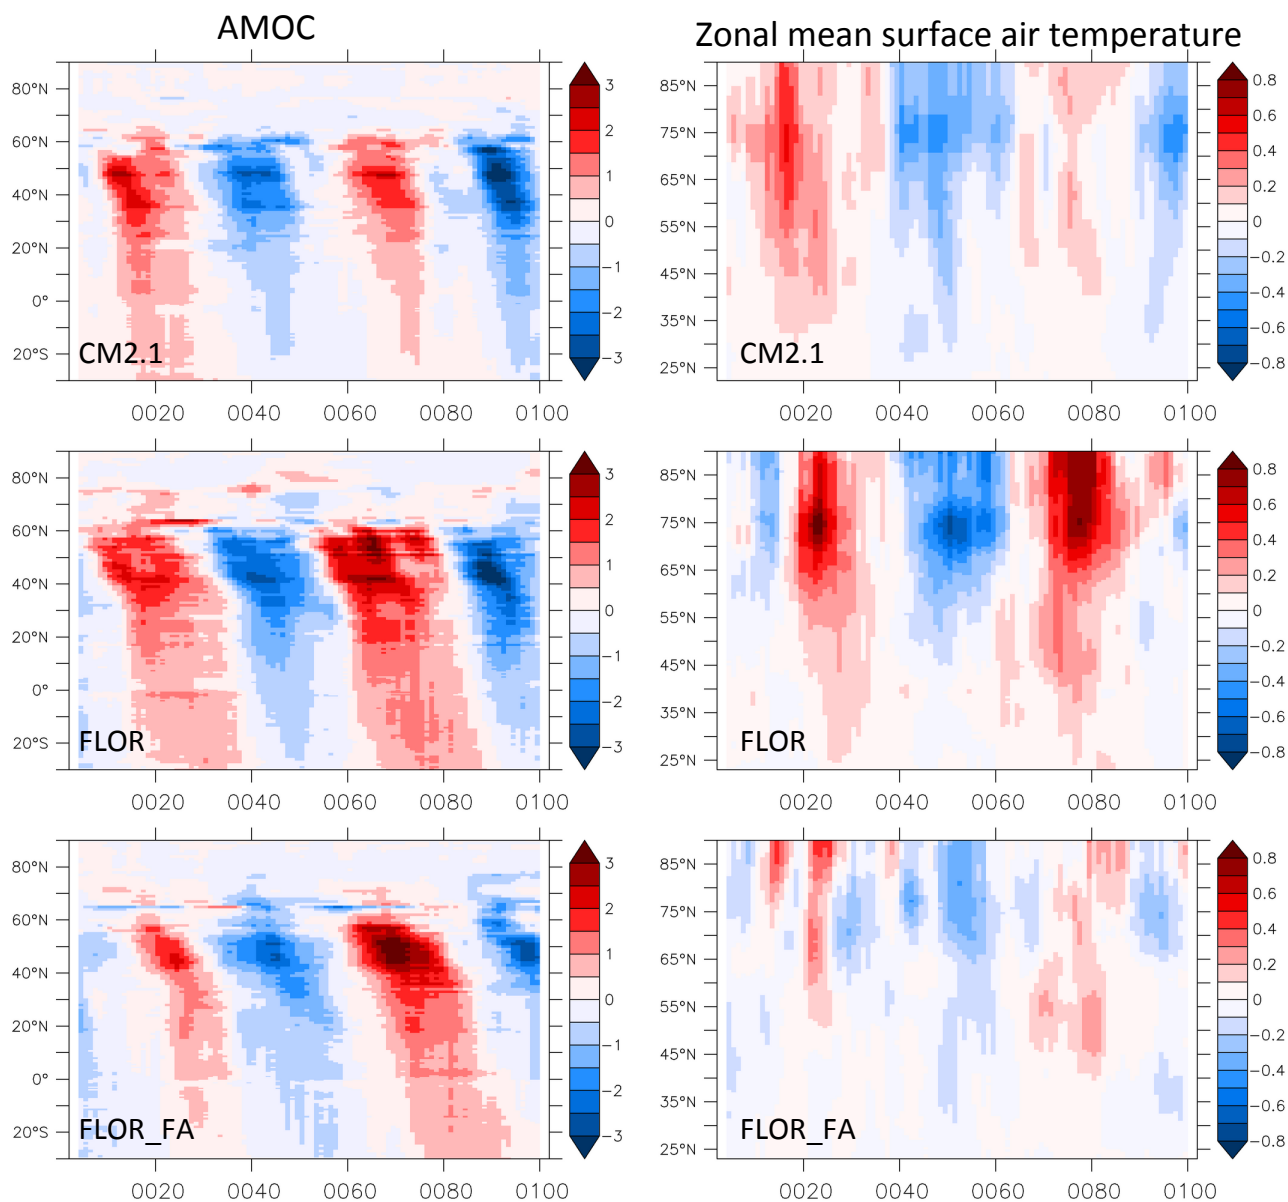 AMOC
Zonal mean surface air temperature
80°N
60°N
40°N
20°N
0°
20°S
CM2.1
0020 0040 0060 0080 0100
3
2
1
0
−1
−2
−3
85°N
75°N
65°N
55°N
45°N
35°N
25°N
CM2.1
0020 0040 0060 0080 0100
0.8
0.6
0.4
0.2
0
−0.2
−0.4
−0.6
−0.8
80°N
60°N
40°N
20°N
0°
20°S
FLOR
0020 0040 0060 0080 0100
3
2
1
0
−1
−2
−3
85°N
75°N
65°N
55°N
45°N
35°N
25°N
FLOR
0020 0040 0060 0080 0100
0.8
0.6
0.4
0.2
0
−0.2
−0.4
−0.6
−0.8
80°N
60°N
40°N
20°N
0°
20°S
FLOR_FA
0020 0040 0060 0080 0100
3
2
1
0
−1
−2
−3
85°N
75°N
65°N
55°N
45°N
35°N
25°N
FLOR_FA
0020 0040 0060 0080 0100
0.8
0.6
0.4
0.2
0
−0.2
−0.4
−0.6
−0.8